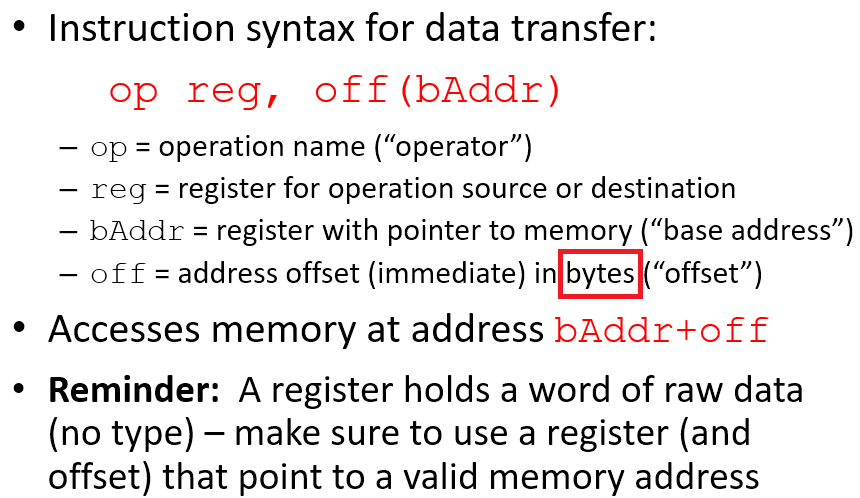 • Instruction syntax for data transfer:
op reg, off(bAddr)
– op = operation name (“operator”)
– reg = register for operation source or destination
– bAddr = register with pointer to memory (“base address”)
– off = address offset (immediate) in bytes (“offset”)
• Accesses memory at address bAddr+off
• Reminder: A register holds a word of raw data
(no type) – make sure to use a register (and
offset) that point to a valid memory address